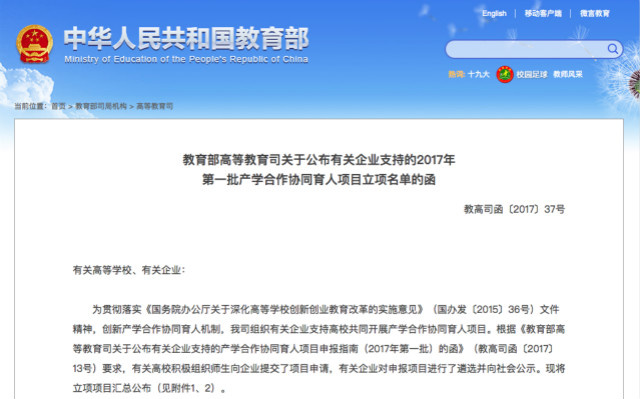 English | 移动客户端 | 微言教育
中华人民共和国教育部
Ministry of Education of the People's Republic of China
热词: 十九大 校园足球 教师风采
当前位置: 首页 > 教育部司局机构 > 高等教育司
教育部高等教育司关于公布有关企业支持的2017年
第一批产学合作协同育人项目立项名单的函
教高司函〔2017〕37号
有关高等学校、有关企业：
为贯彻落实《国务院办公厅关于深化高等学校创新创业教育改革的实施意见》（国办发〔2015〕36号）文件
精神，创新产学合作协同育人机制，我司组织有关企业支持高校共同开展产学合作协同育人项目。根据《教育部高
等教育司关于公布有关企业支持的产学合作协同育人项目申报指南（2017年第一批）的函》（教高司函〔2017〕
13号）要求，有关高校积极组织师生向企业提交了项目申请，有关企业对申报项目进行了遴选并向社会公示。现将
立项项目汇总公布（见附件1、2）。